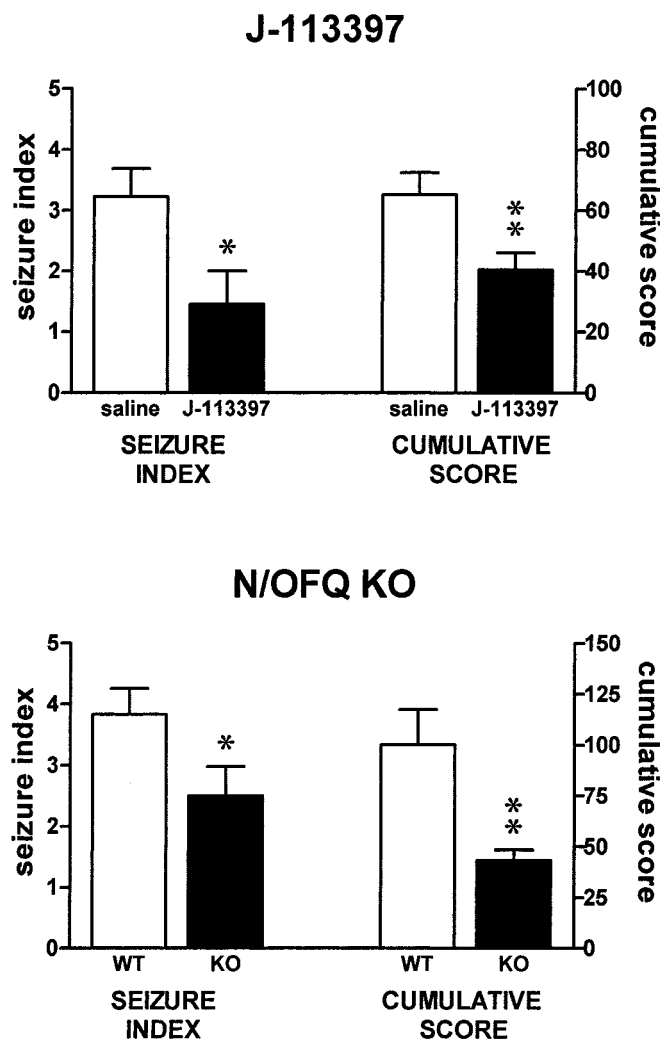 J-113397
5
4
3
2
1
0
seizure index
100
80
60
40
20
0
cumulative score
*
*
*
saline J-113397 saline J-113397
SEIZURE CUMULATIVE
INDEX SCORE
N/OFQ KO
5
4
3
2
1
0
seizure index
150
125
100
75
50
25
0
cumulative score
*
*
*
WT KO WT KO
SEIZURE CUMULATIVE
INDEX SCORE